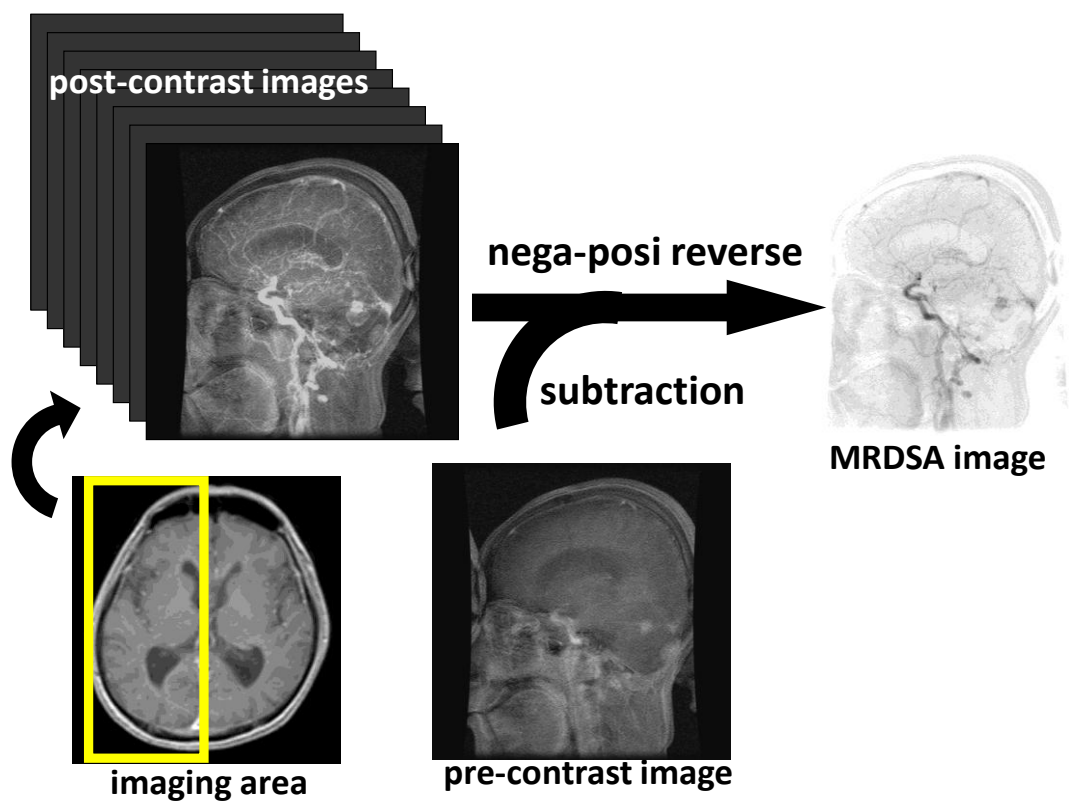 post-contrast images
nega-posi reverse
subtraction
MRDSA image
imaging area
pre-contrast image